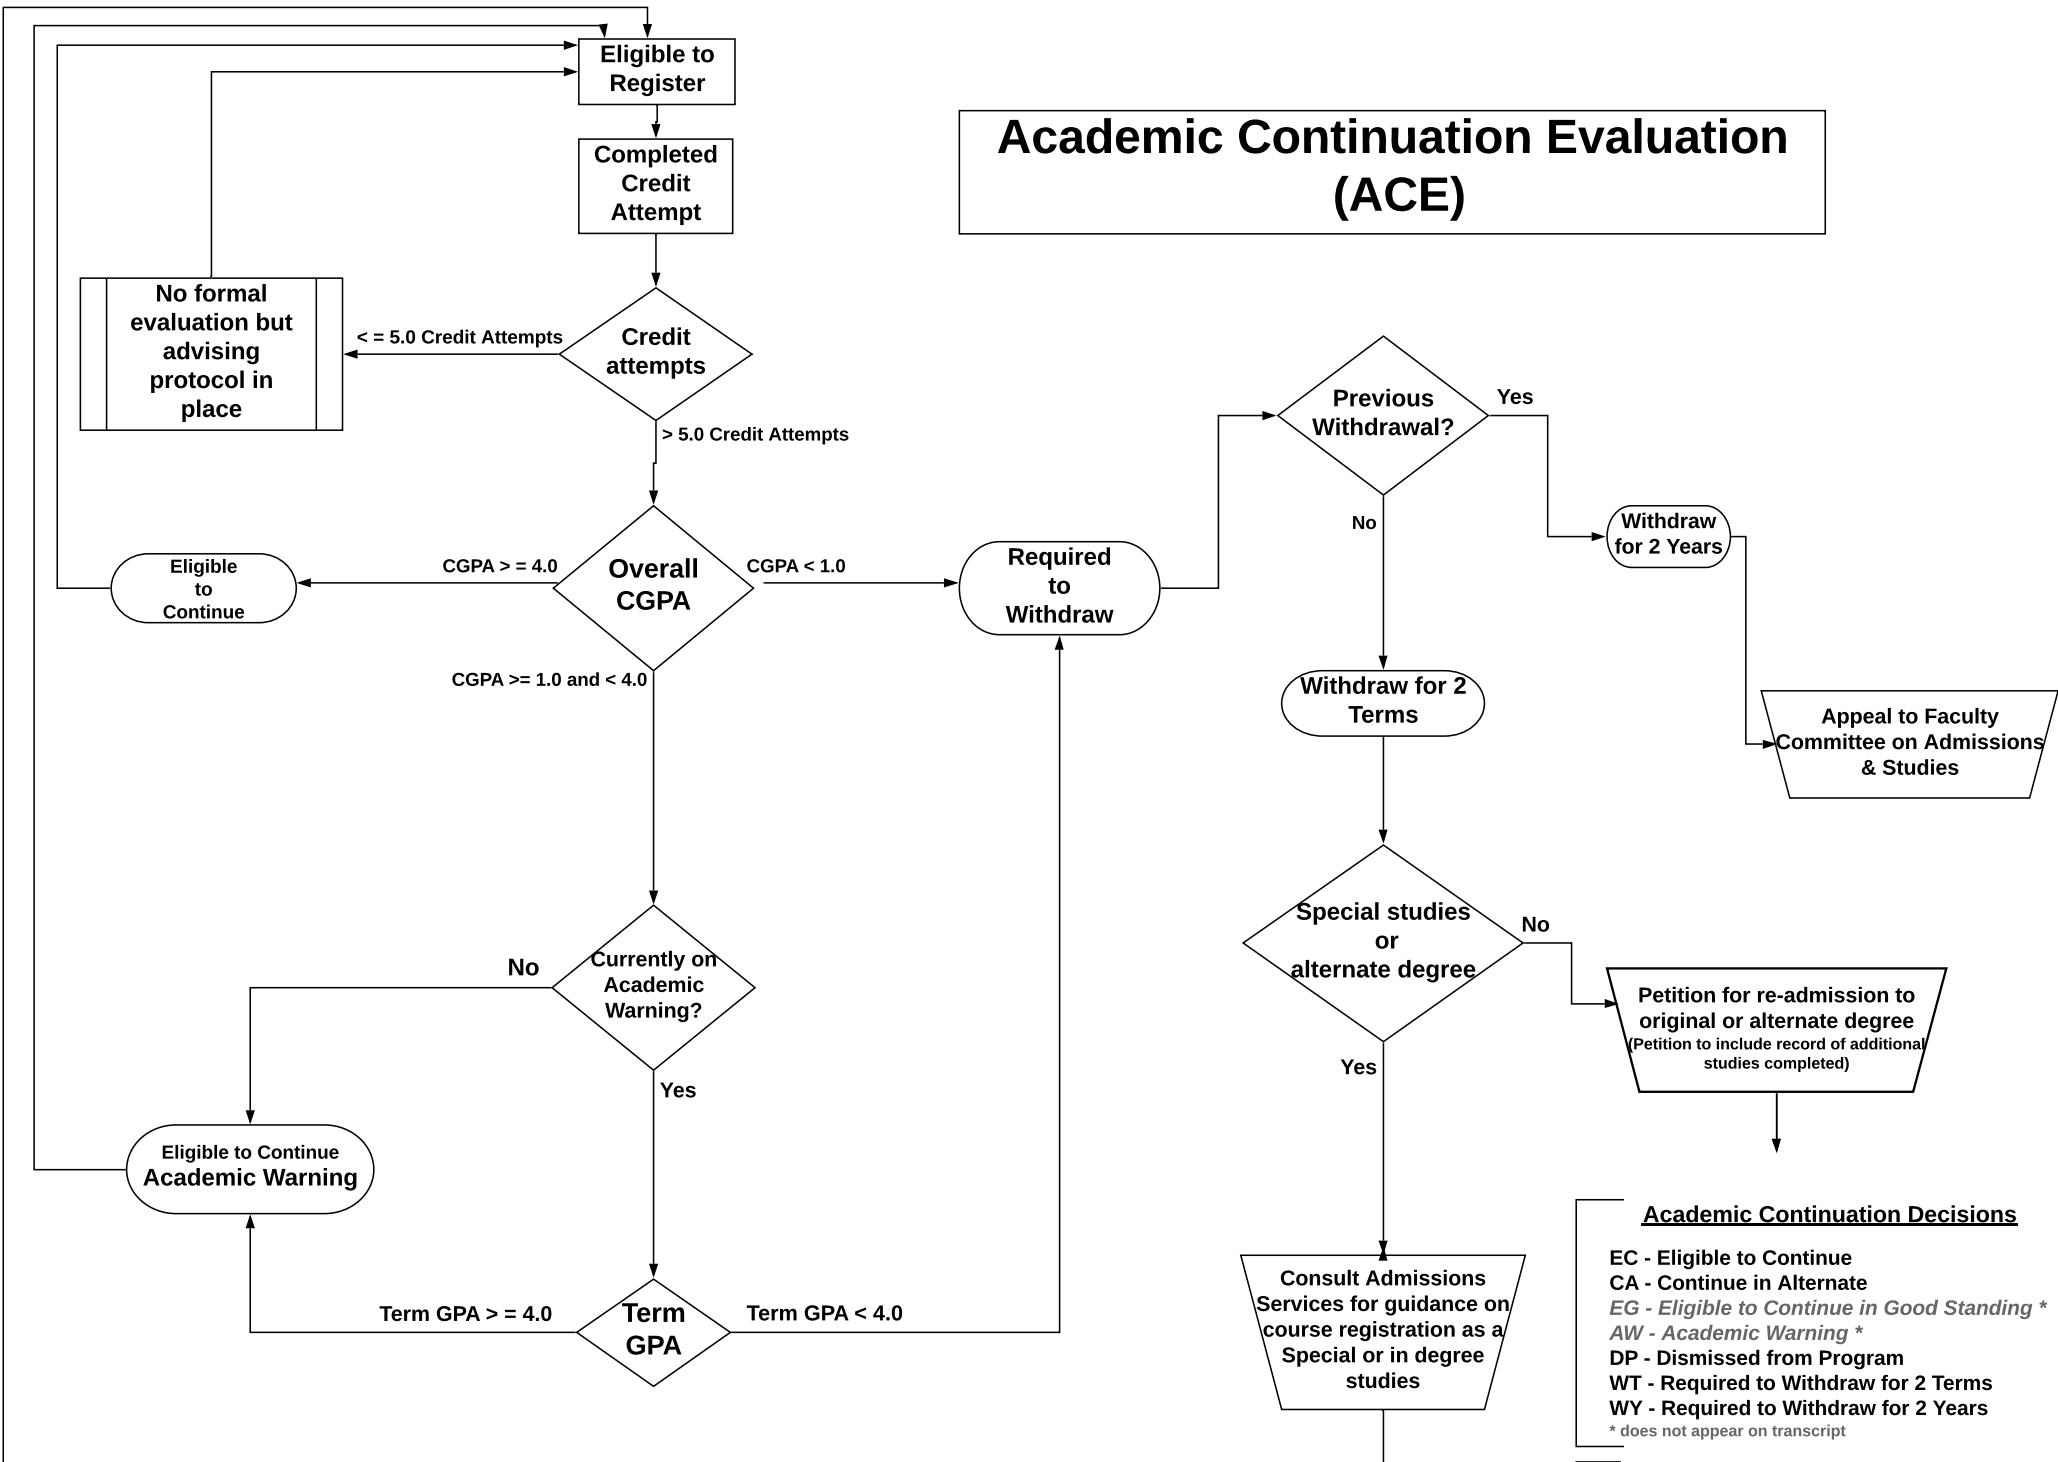 Eligible to
Register
Academic Continuation Evaluation
(ACE)
Completed
Credit
Attempt
No formal
evaluation but
advising
protocol in
place
< = 5.0 Credit Attempts
Credit
attempts
> 5.0 Credit Attempts
Previous
Withdrawal?
Yes
No
Withdraw
for 2 Years
Eligible
to
Continue
CGPA > = 4.0
Overall
CGPA
CGPA < 1.0
Required
to
Withdraw
CGPA >= 1.0 and < 4.0
Withdraw for 2
Terms
Appeal to Faculty
Committee on Admissions
& Studies
Special studies
or
alternate degree
No
Yes
Petition for re-admission to
original or alternate degree
(Petition to include record of additional
studies completed)
No
Currently on
Academic
Warning?
Yes
Eligible to Continue
Academic Warning
Term GPA > = 4.0
Term
GPA
Term GPA < 4.0
Consult Admissions
Services for guidance on
course registration as a
Special or in degree
studies
Academic Continuation Decisions
EC - Eligible to Continue
CA - Continue in Alternate
EG - Eligible to Continue in Good Standing *
AW - Academic Warning *
DP - Dismissed from Program
WT - Required to Withdraw for 2 Terms
WY - Required to Withdraw for 2 Years
* does not appear on transcript